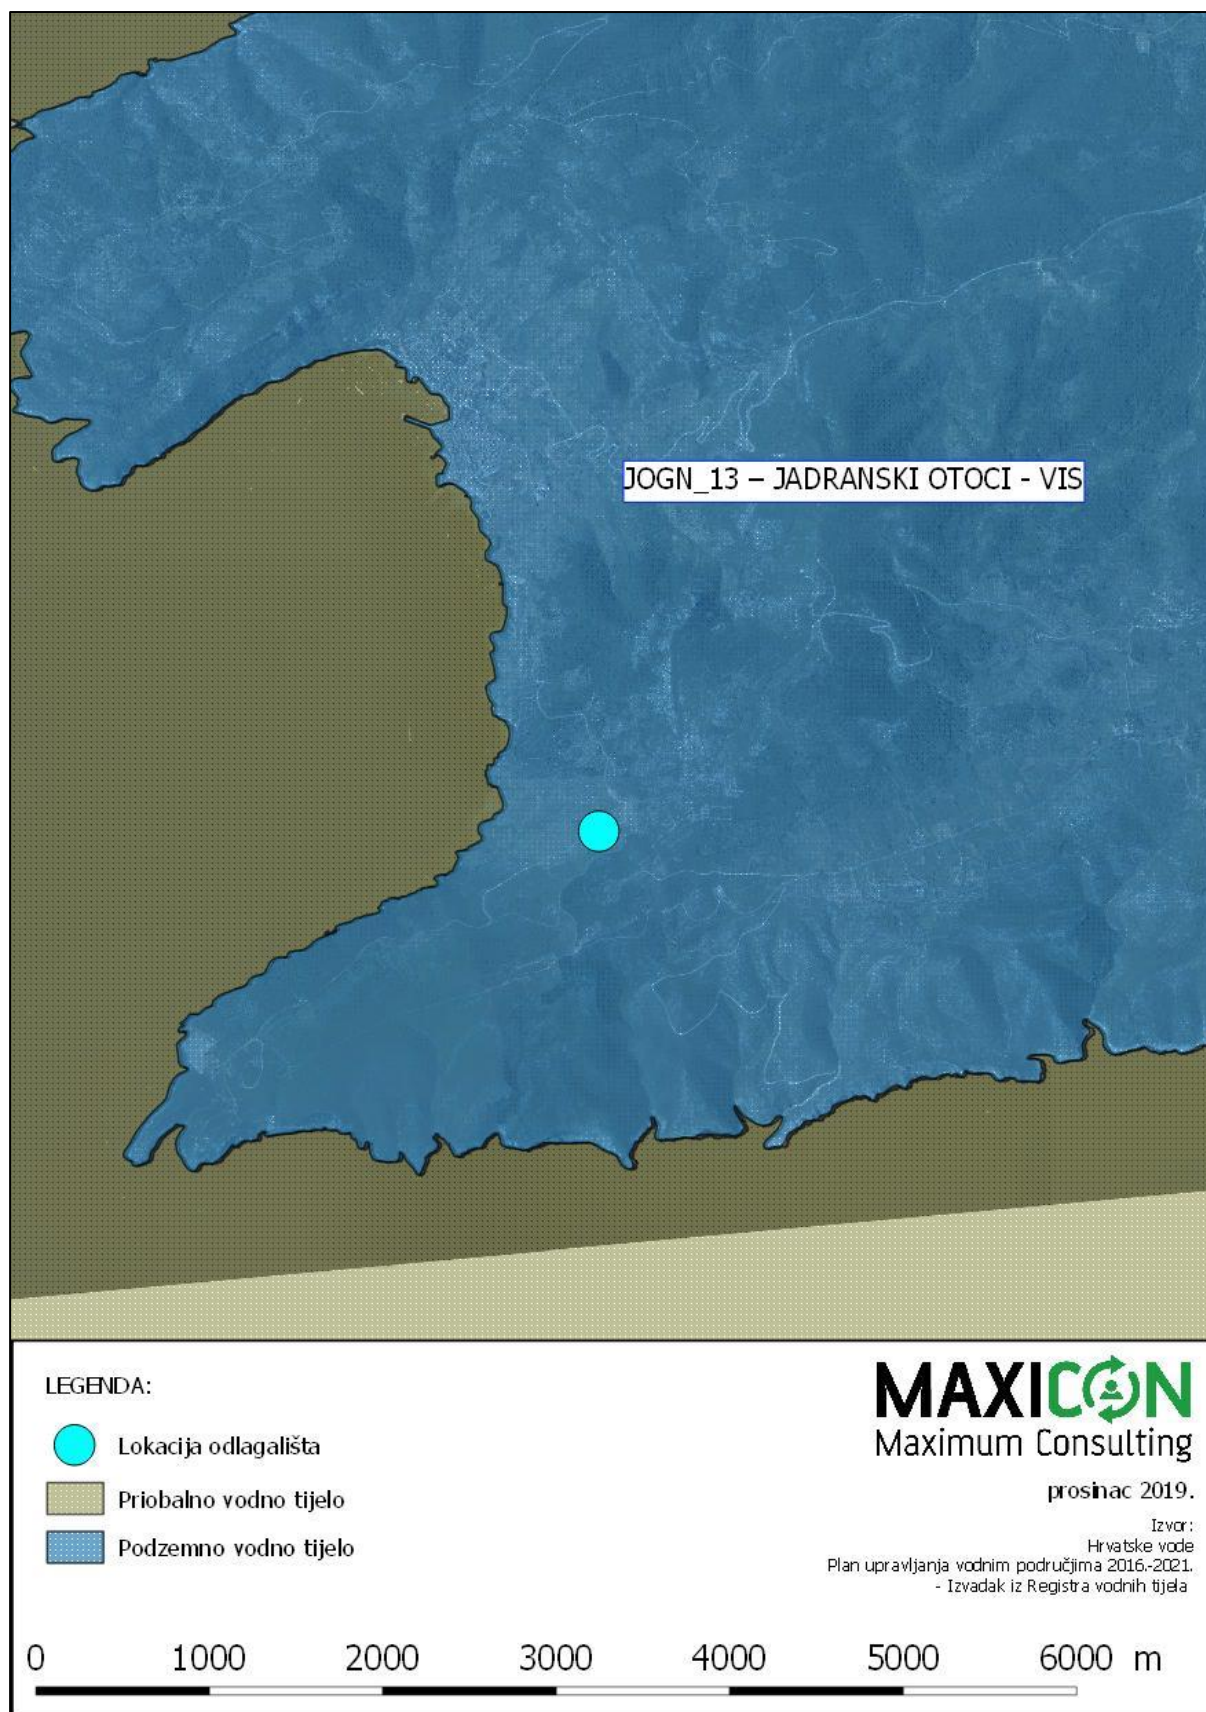 JOGN_13 – JADRANSKI OTOCI - VIS
LEGENDA:
Lokacija odlagališta
Priobalno vodno tijelo
Podzemno vodno tijelo
MAXICON
Maximum Consulting
prosinac 2019.
Izvor:
Hrvatske vode
Plan upravljanja vodnim područjima 2016.-2021.
- Izvadak iz Registra vodnih tijela
0 1000 2000 3000 4000 5000 6000 m